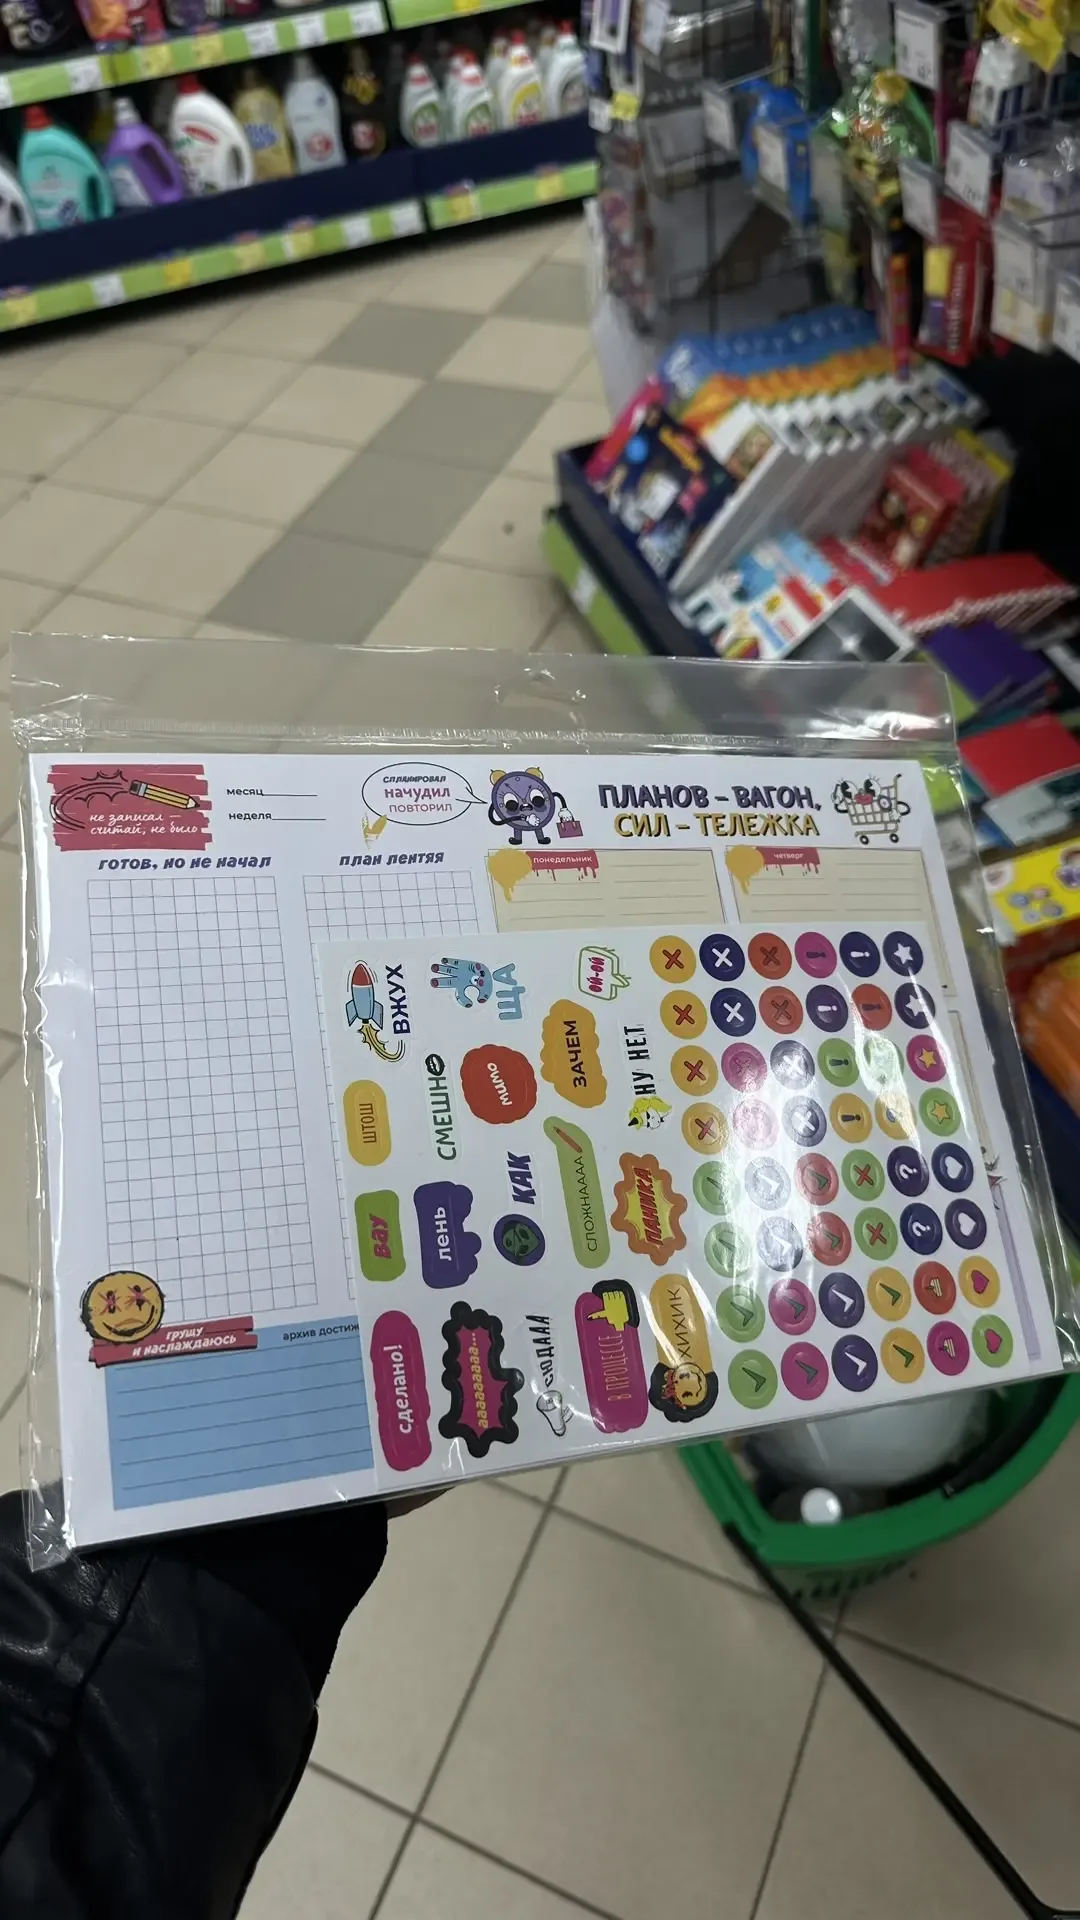 не записал –
считай, не было
месяц
неделя
СПЛАНИРОВАЛ
НАЧУДИЛ
ПОВТОРИЛ
ПЛАНОВ – ВАГОН,
СИЛ – ТЕЛЕЖКА
ГОТОВ, НО НЕ НАЧАЛ
ПЛАН ЛЕНТЯЯ
понедельник
четверг
ВЖУХ
ЩА
ОЙ-ОЙ
ШТОШ
СМЕШНО
МИМО
ЗАЧЕМ
НУ НЕТ
ВАУ
ЛЕНЬ
КАК
СЛОЖНАААА
ПАНИКА
сделано!
ааааааааа...
СЮДААА
В ПРОЦЕССЕ
ХИХИК
ГРУЩУ
И НАСЛАЖДАЮСЬ
архив достиж